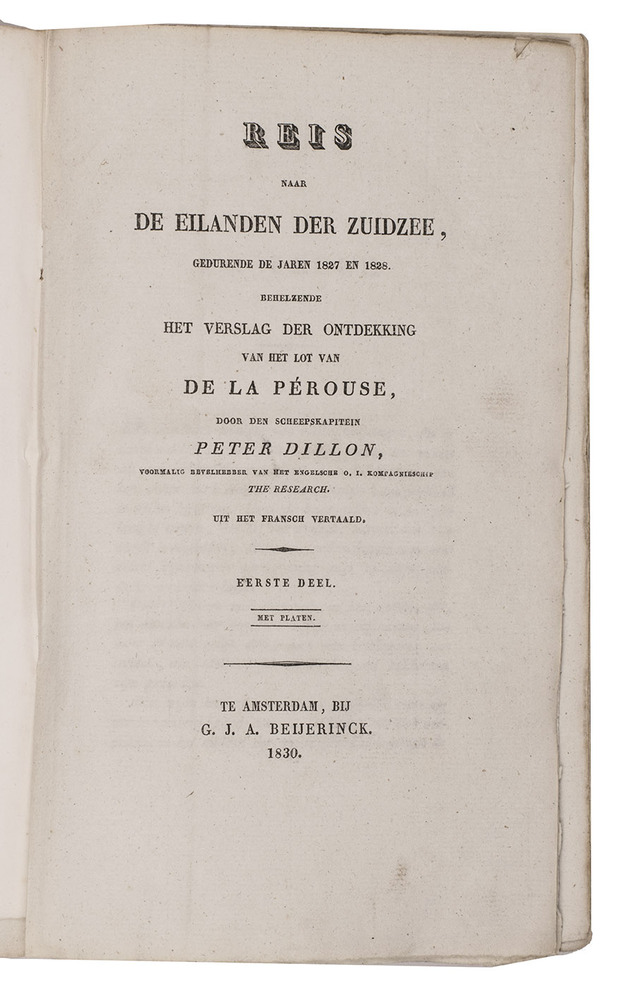 REIS
NAAR
DE EILANDEN DER ZUIDZEE,
GEDURENDE DE JAREN 1827 EN 1828.
BEHELZENDE
HET VERSLAG DER ONTDEKKING
VAN HET LOT VAN
DE LA PÉROUSE,
DOOR DEN SCHEEPSKAPITEIN
PETER DILLON,
VOORMALIG BEVELHEBBER VAN HET ENGELSCHE O. I. KOMPAGNIESCHIP
THE RESEARCH.
UIT HET FRANSCH VERTAALD.
EERSTE DEEL.
MET PLATEN.
TE AMSTERDAM, BIJ
G. J. A. BEIJERINCK.
1830.